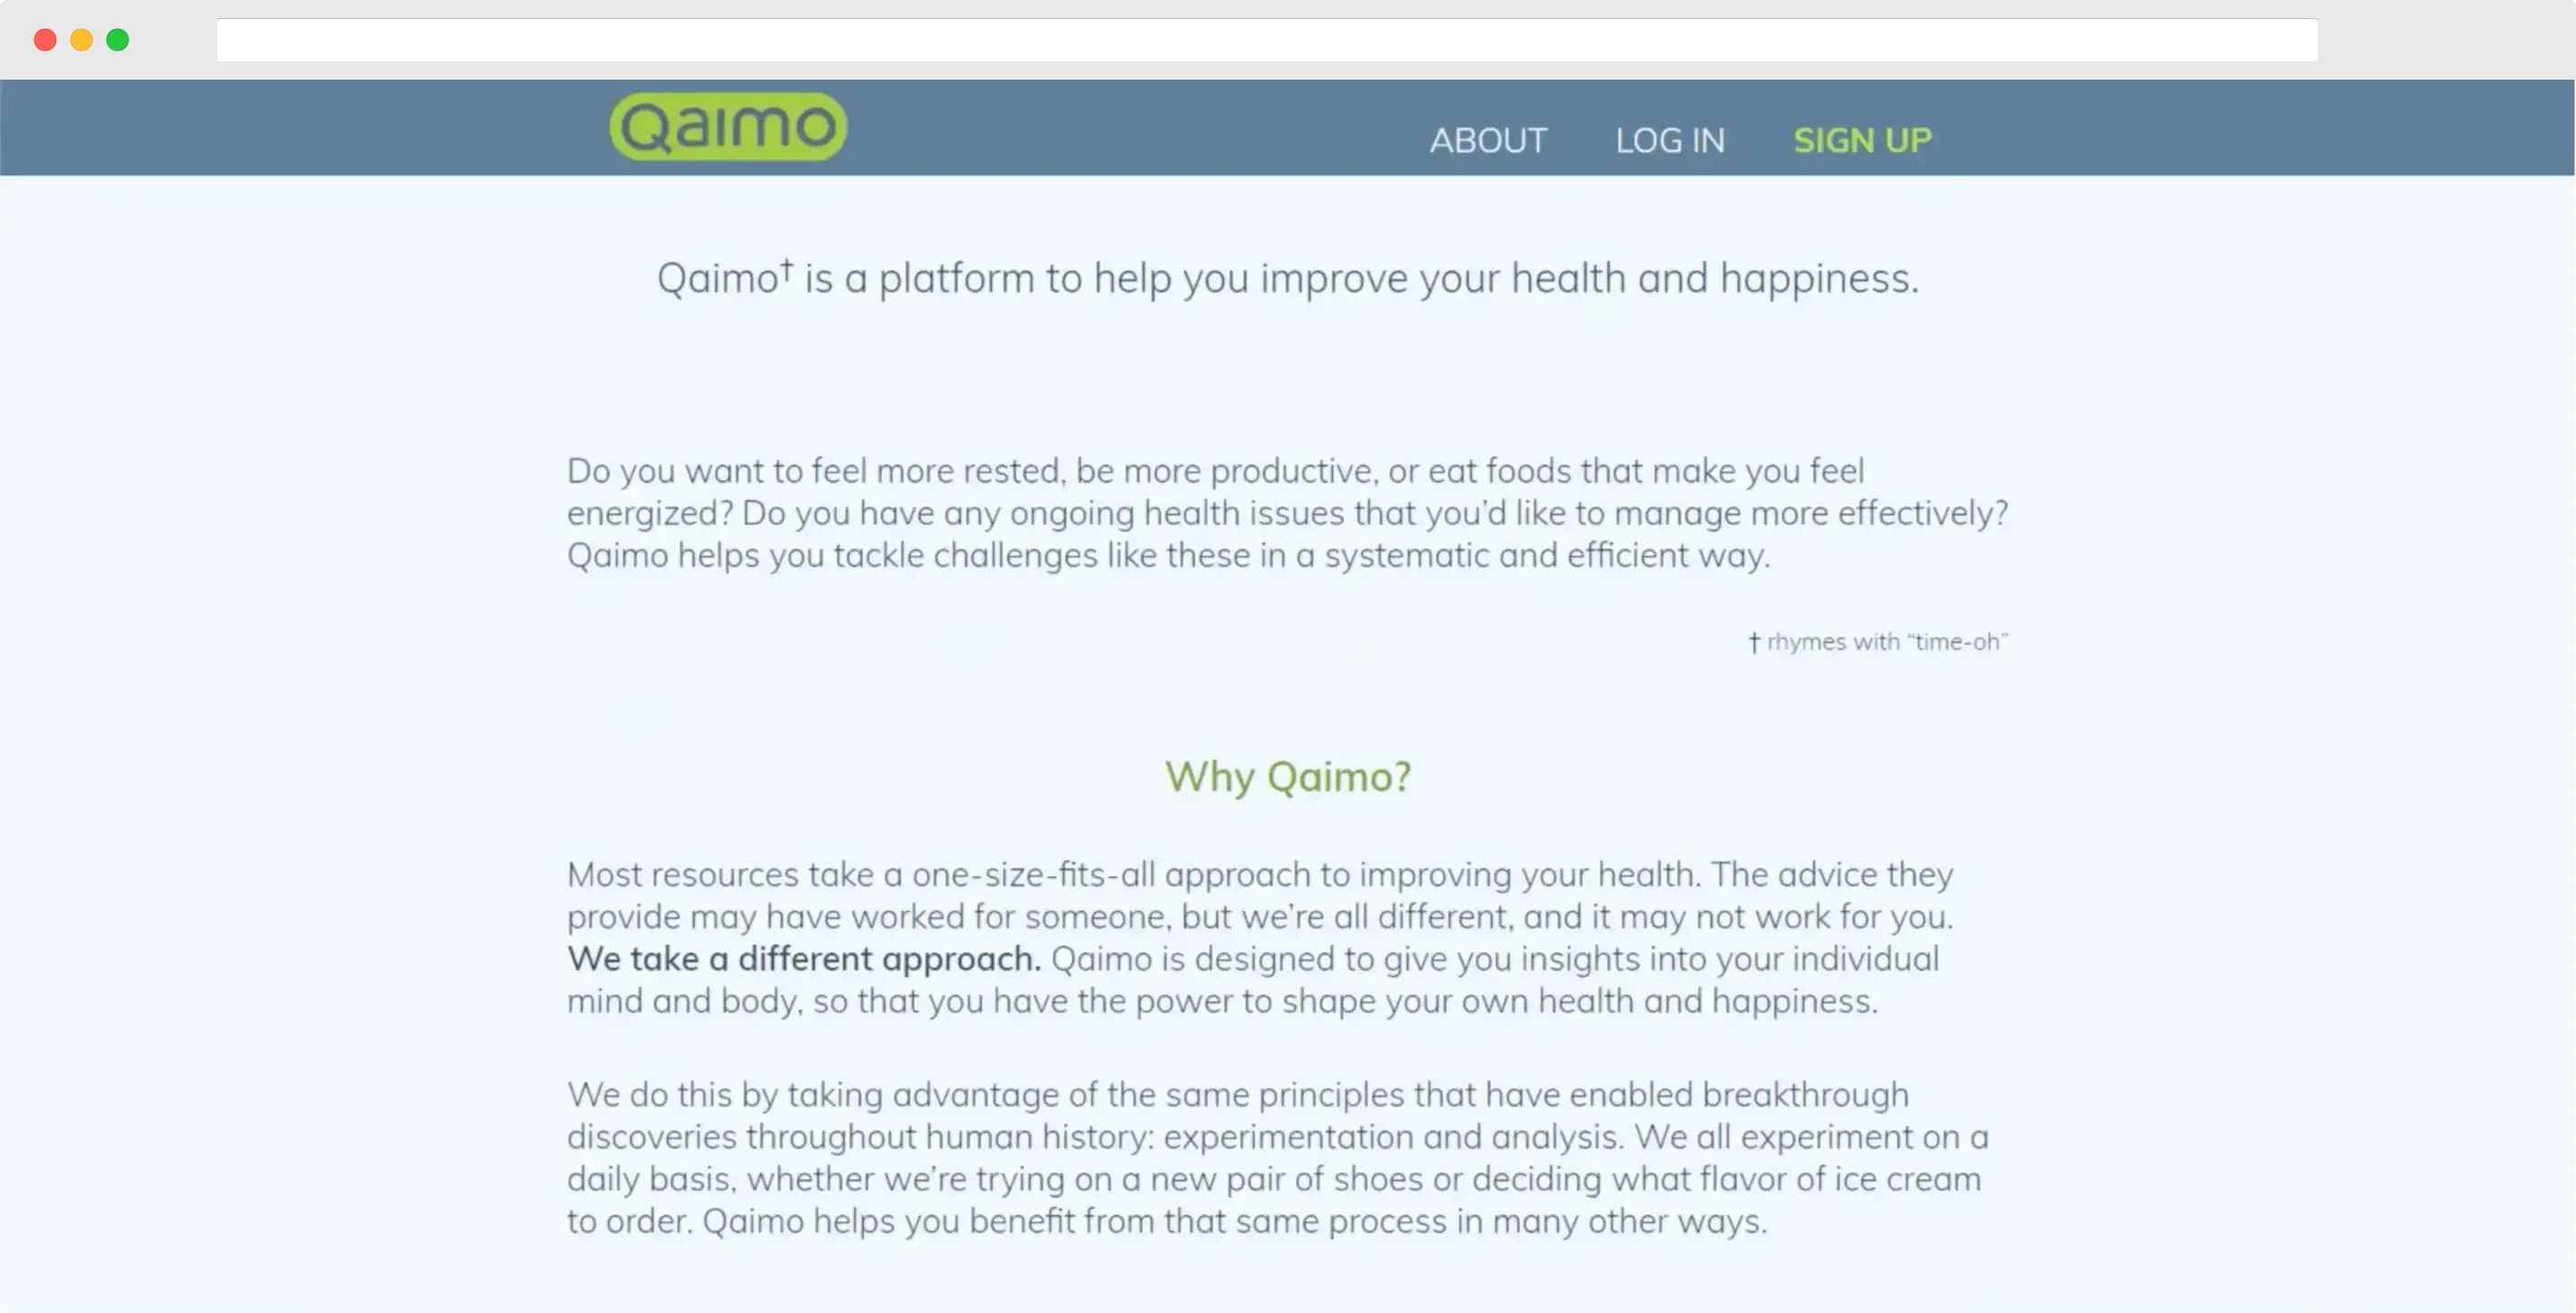 Qaimo
ABOUT LOG IN SIGN UP
Qaimo† is a platform to help you improve your health and happiness.
Do you want to feel more rested, be more productive, or eat foods that make you feel
energized? Do you have any ongoing health issues that you’d like to manage more effectively?
Qaimo helps you tackle challenges like these in a systematic and efficient way.
† rhymes with “time-oh”
Why Qaimo?
Most resources take a one-size-fits-all approach to improving your health. The advice they
provide may have worked for someone, but we’re all different, and it may not work for you.
We take a different approach. Qaimo is designed to give you insights into your individual
mind and body, so that you have the power to shape your own health and happiness.
We do this by taking advantage of the same principles that have enabled breakthrough
discoveries throughout human history: experimentation and analysis. We all experiment on a
daily basis, whether we’re trying on a new pair of shoes or deciding what flavor of ice cream
to order. Qaimo helps you benefit from that same process in many other ways.